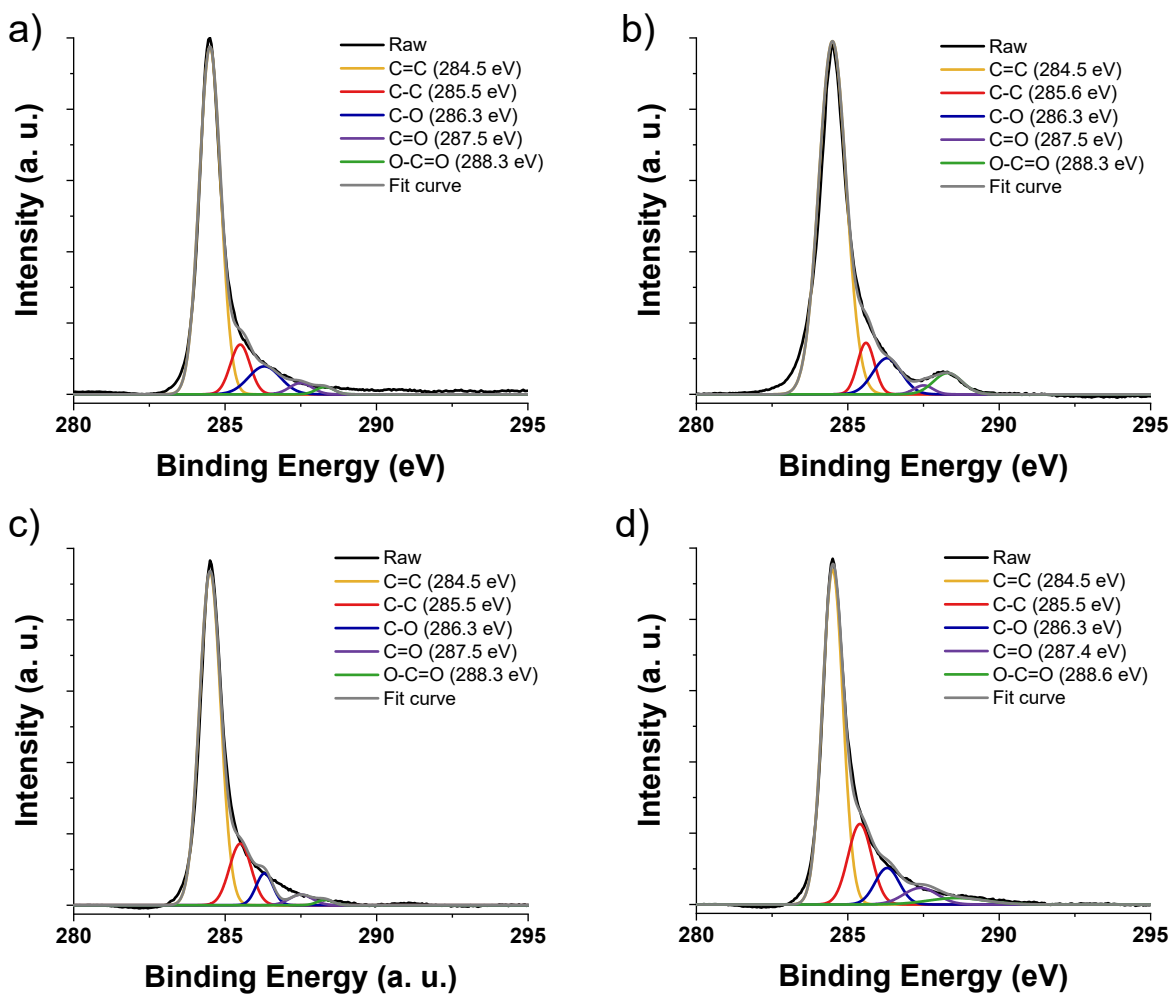 a)
Intensity (a. u.)
Raw
C=C (284.5 eV)
C-C (285.5 eV)
C-O (286.3 eV)
C=O (287.5 eV)
O-C=O (288.3 eV)
Fit curve
280 285 290 295
Binding Energy (eV)
b)
Intensity (a. u.)
Raw
C=C (284.5 eV)
C-C (285.6 eV)
C-O (286.3 eV)
C=O (287.5 eV)
O-C=O (288.3 eV)
Fit curve
280 285 290 295
Binding Energy (eV)
c)
Intensity (a. u.)
Raw
C=C (284.5 eV)
C-C (285.5 eV)
C-O (286.3 eV)
C=O (287.5 eV)
O-C=O (288.3 eV)
Fit curve
280 285 290 295
Binding Energy (a. u.)
d)
Intensity (a. u.)
Raw
C=C (284.5 eV)
C-C (285.5 eV)
C-O (286.3 eV)
C=O (287.4 eV)
O-C=O (288.6 eV)
Fit curve
280 285 290 295
Binding Energy (eV)